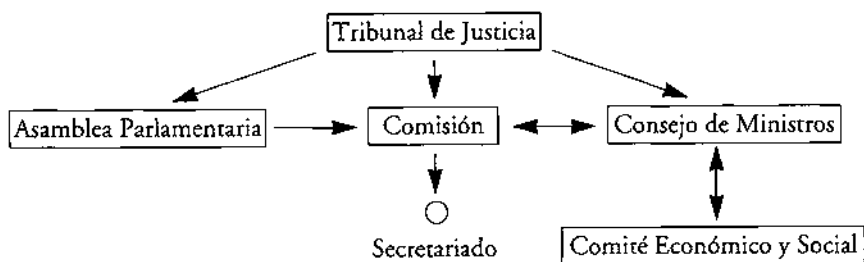 Tribunal de Justicia
Asamblea Parlamentaria
Comisión
Consejo de Ministros
Secretariado
Comité Económico y Social